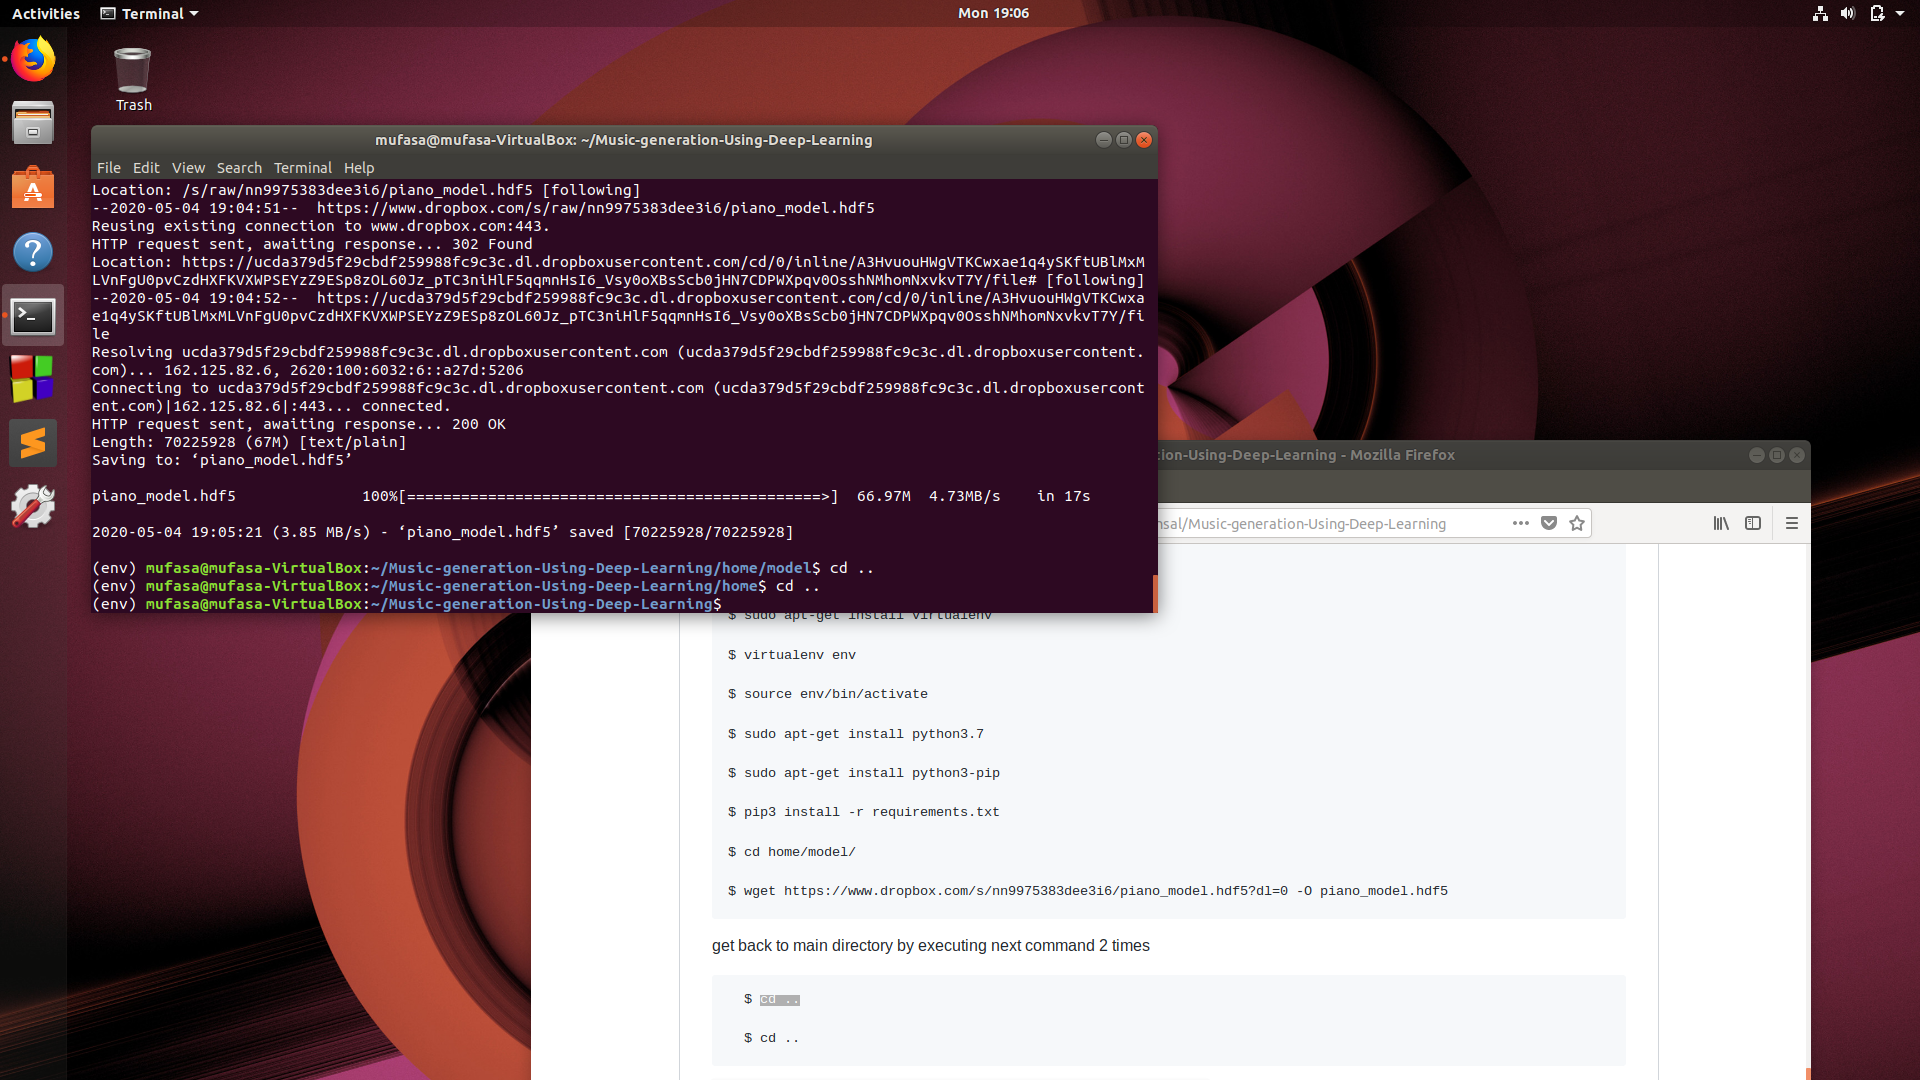 Activities
Terminal
Mon 19:06
Trash
mufasa@mufasa-VirtualBox: ~/Music-generation-Using-Deep-Learning
File Edit View Search Terminal Help
Location: /s/raw/nn9975383dee3i6/piano_model.hdf5 [following]
--2020-05-04 19:04:51--  https://www.dropbox.com/s/raw/nn9975383dee3i6/piano_model.hdf5
Reusing existing connection to www.dropbox.com:443.
HTTP request sent, awaiting response... 302 Found
Location: https://ucda379d5f29cbdf259988fc9c3c.dl.dropboxusercontent.com/cd/0/inline/A3HvuouHWgVTKCwxae1q4ySKftUBlMxM
LVnFgU0pvCzdHXFKVXWPSEYzZ9ESp8zOL60Jz_pTC3niHlF5qqmnHsI6_Vsy0oXBsScb0jHN7CDPWXpqv0OsshNMhomNxvkvT7Y/file# [following]
--2020-05-04 19:04:52--  https://ucda379d5f29cbdf259988fc9c3c.dl.dropboxusercontent.com/cd/0/inline/A3HvuouHWgVTKCwxa
e1q4ySKftUBlMxMLVnFgU0pvCzdHXFKVXWPSEYzZ9ESp8zOL60Jz_pTC3niHlF5qqmnHsI6_Vsy0oXBsScb0jHN7CDPWXpqv0OsshNMhomNxvkvT7Y/fi
le
Resolving ucda379d5f29cbdf259988fc9c3c.dl.dropboxusercontent.com (ucda379d5f29cbdf259988fc9c3c.dl.dropboxusercontent.
com)... 162.125.82.6, 2620:100:6032:6::a27d:5206
Connecting to ucda379d5f29cbdf259988fc9c3c.dl.dropboxusercontent.com (ucda379d5f29cbdf259988fc9c3c.dl.dropboxusercont
ent.com)|162.125.82.6|:443... connected.
HTTP request sent, awaiting response... 200 OK
Length: 70225928 (67M) [text/plain]
Saving to: ‘piano_model.hdf5’
piano_model.hdf5 100%[==============================================>] 66.97M 4.73MB/s in 17s
2020-05-04 19:05:21 (3.85 MB/s) - ‘piano_model.hdf5’ saved [70225928/70225928]
(env) mufasa@mufasa-VirtualBox:~/Music-generation-Using-Deep-Learning/home/model$ cd ..
(env) mufasa@mufasa-VirtualBox:~/Music-generation-Using-Deep-Learning/home$ cd ..
(env) mufasa@mufasa-VirtualBox:~/Music-generation-Using-Deep-Learning$
ion-Using-Deep-Learning - Mozilla Firefox
nsal/Music-generation-Using-Deep-Learning
$ sudo apt-get install virtualenv
$ virtualenv env
$ source env/bin/activate
$ sudo apt-get install python3.7
$ sudo apt-get install python3-pip
$ pip3 install -r requirements.txt
$ cd home/model/
$ wget https://www.dropbox.com/s/nn9975383dee3i6/piano_model.hdf5?dl=0 -O piano_model.hdf5
get back to main directory by executing next command 2 times
$ cd ..
$ cd ..